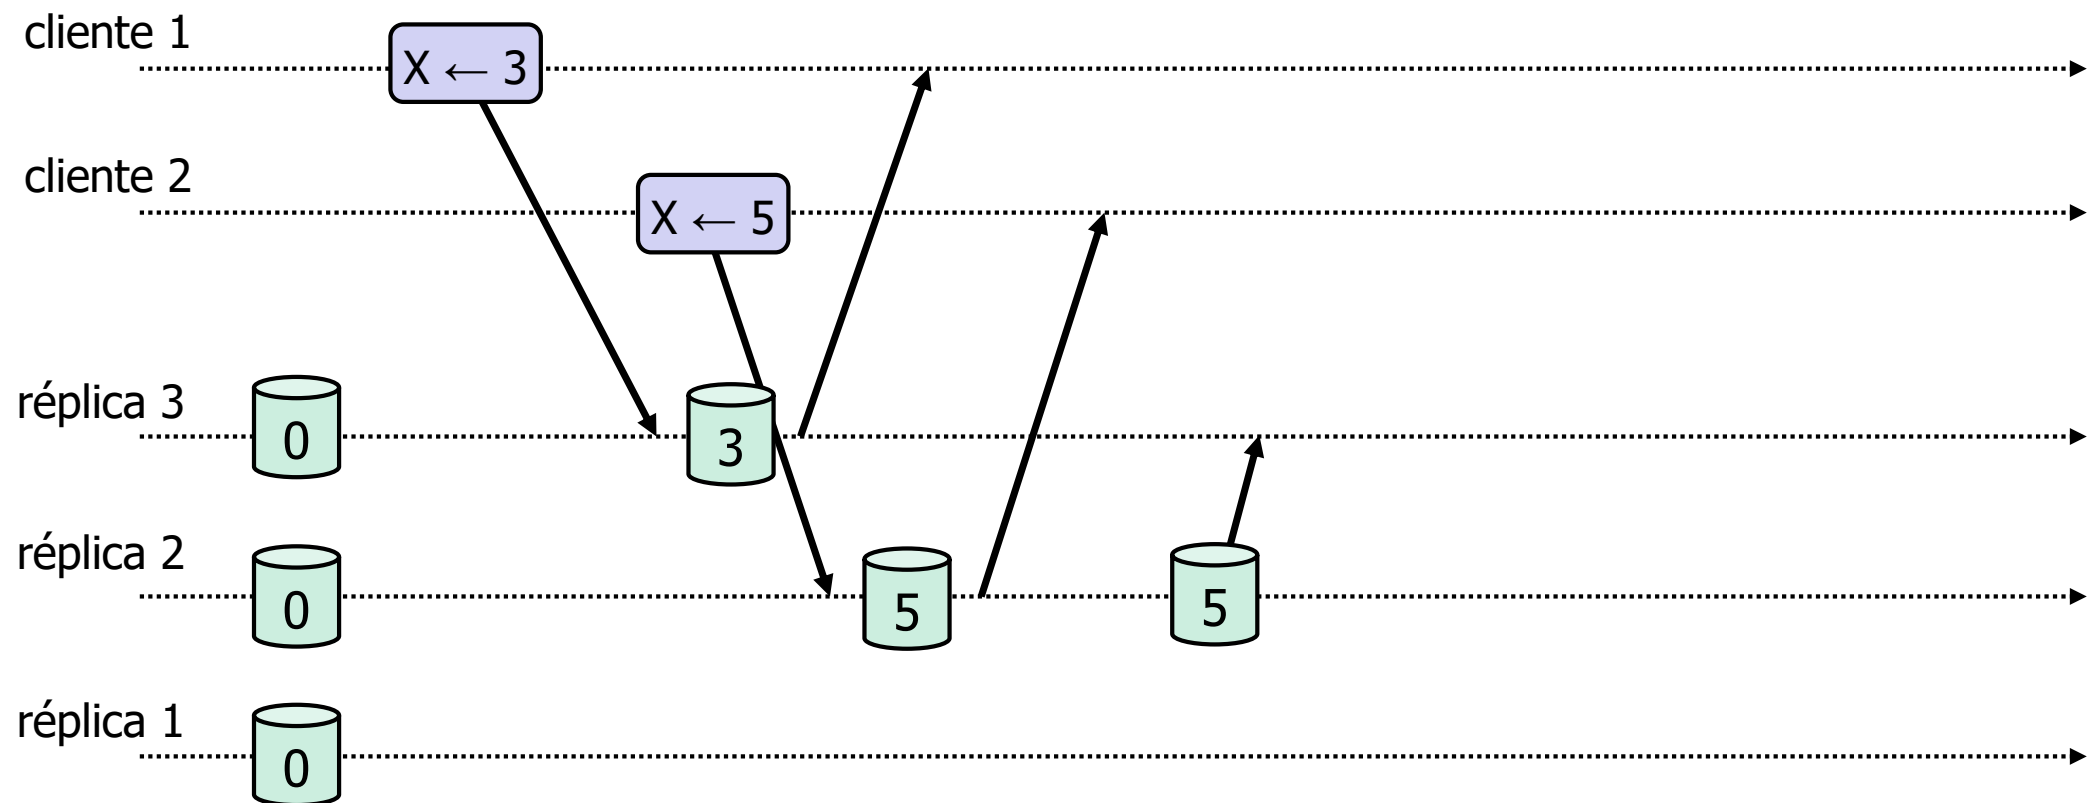 cliente 1
X ← 3
cliente 2
X ← 5
réplica 3
0
3
réplica 2
0
5
5
réplica 1
0